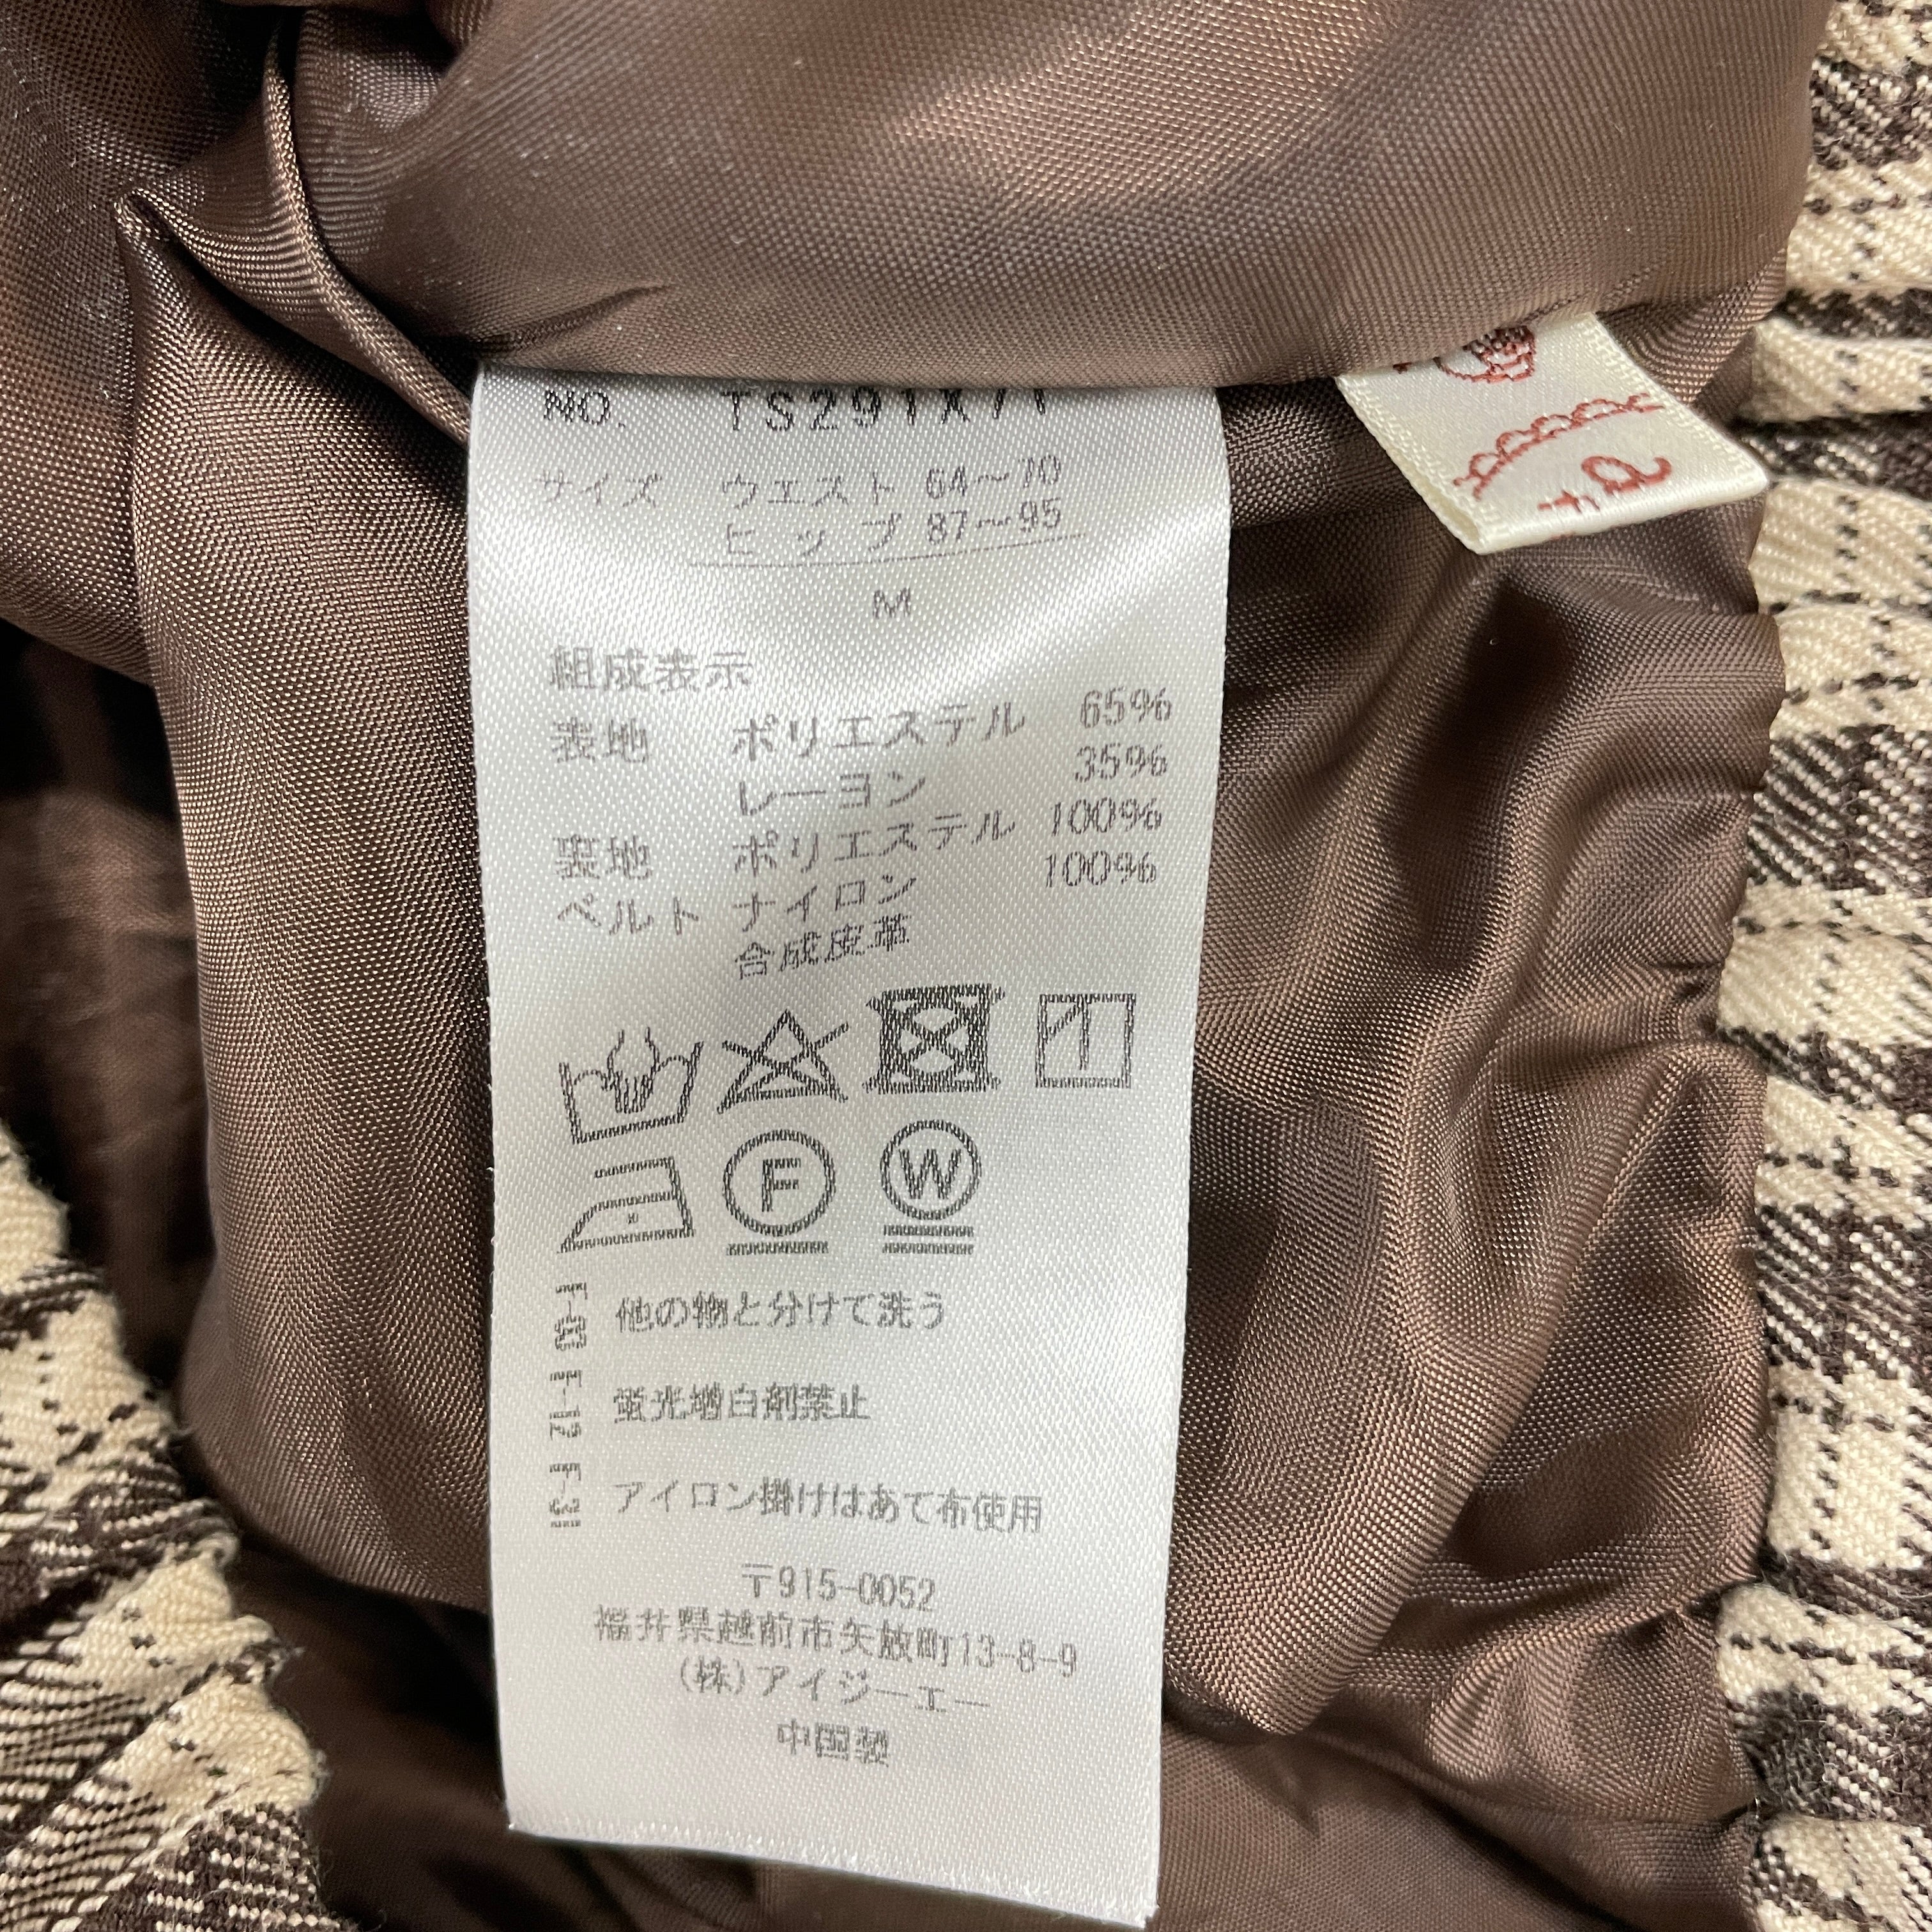 NO. TS291X71
サイズ ウエスト 64～70
ヒップ 87～95
M
組成表示
表地 ポリエステル 65%
レーヨン 35%
裏地 ポリエステル 100%
ベルト ナイロン 100%
合成皮革
F
W
F-03 F-12 F-31
他の物と分けて洗う
蛍光増白剤禁止
アイロン掛けはあて布使用
〒915-0052
福井県越前市矢放町13-8-9
(株)アイジーエー
中国製